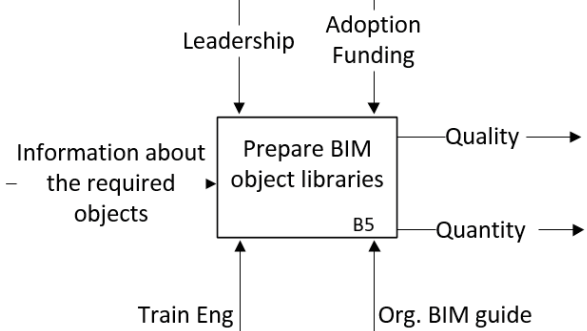 Leadership
Adoption
Funding
Information about
the required
objects
Prepare BIM
object libraries
B5
Quality
Quantity
Train Eng
Org. BIM guide